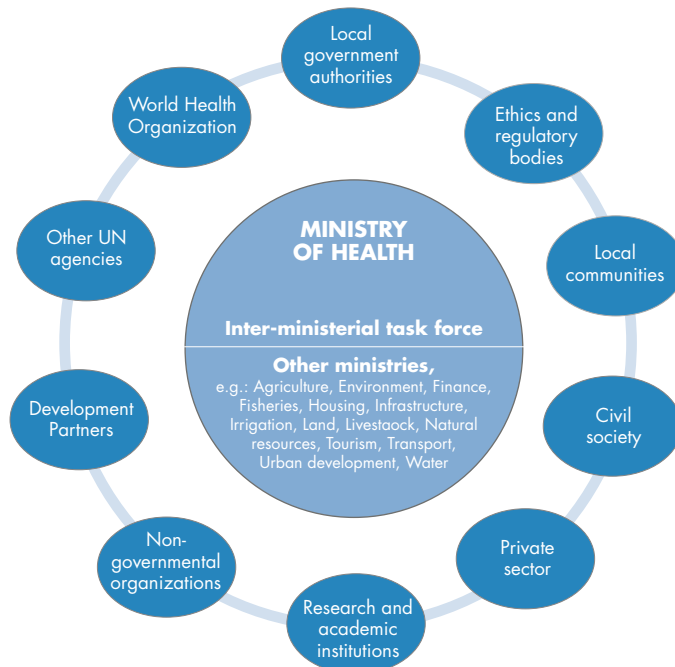 Local
government
authorities
World Health
Organization
Ethics and
regulatory
bodies
Other UN
agencies
Local
communities
MINISTRY
OF HEALTH
Inter-ministerial task force
Other ministries,
e.g.: Agriculture, Environment, Finance,
Fisheries, Housing, Infrastructure,
Irrigation, Land, Livestaock, Natural
resources, Tourism, Transport,
Urban development, Water
Development
Partners
Civil
society
Non-
governmental
organizations
Private
sector
Research and
academic
institutions